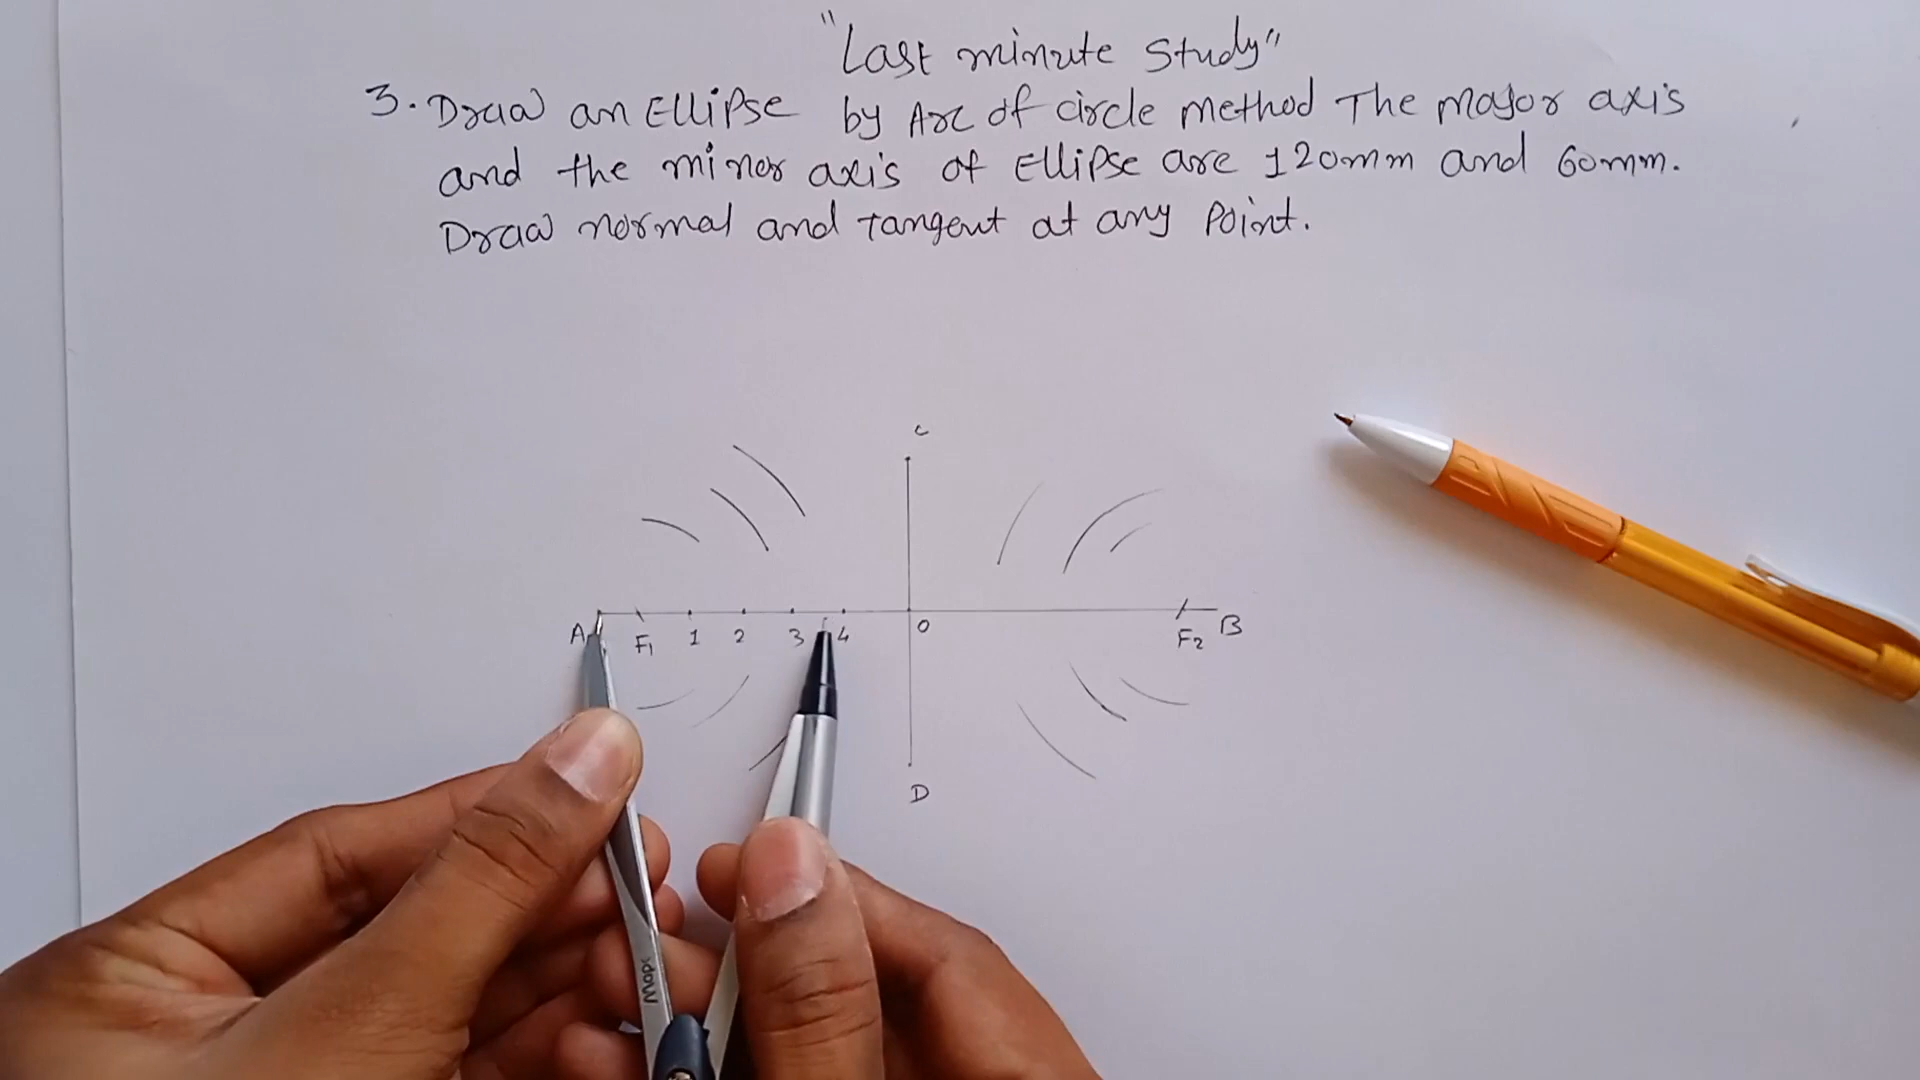 "Last minute Study"
3. Draw an Ellipse by Arc of circle method The major axis
and the minor axis of Ellipse are 120mm and 60mm.
Draw normal and Tangent at any Point.
C
A F1 1 2 3 4 O F2 B
D
Maped